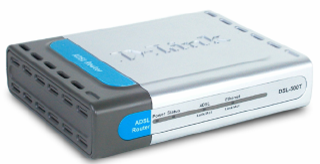 D-Link
ADSL Router
Power Status
ADSL
Ethernet
DSL-500T
ADSL
Router